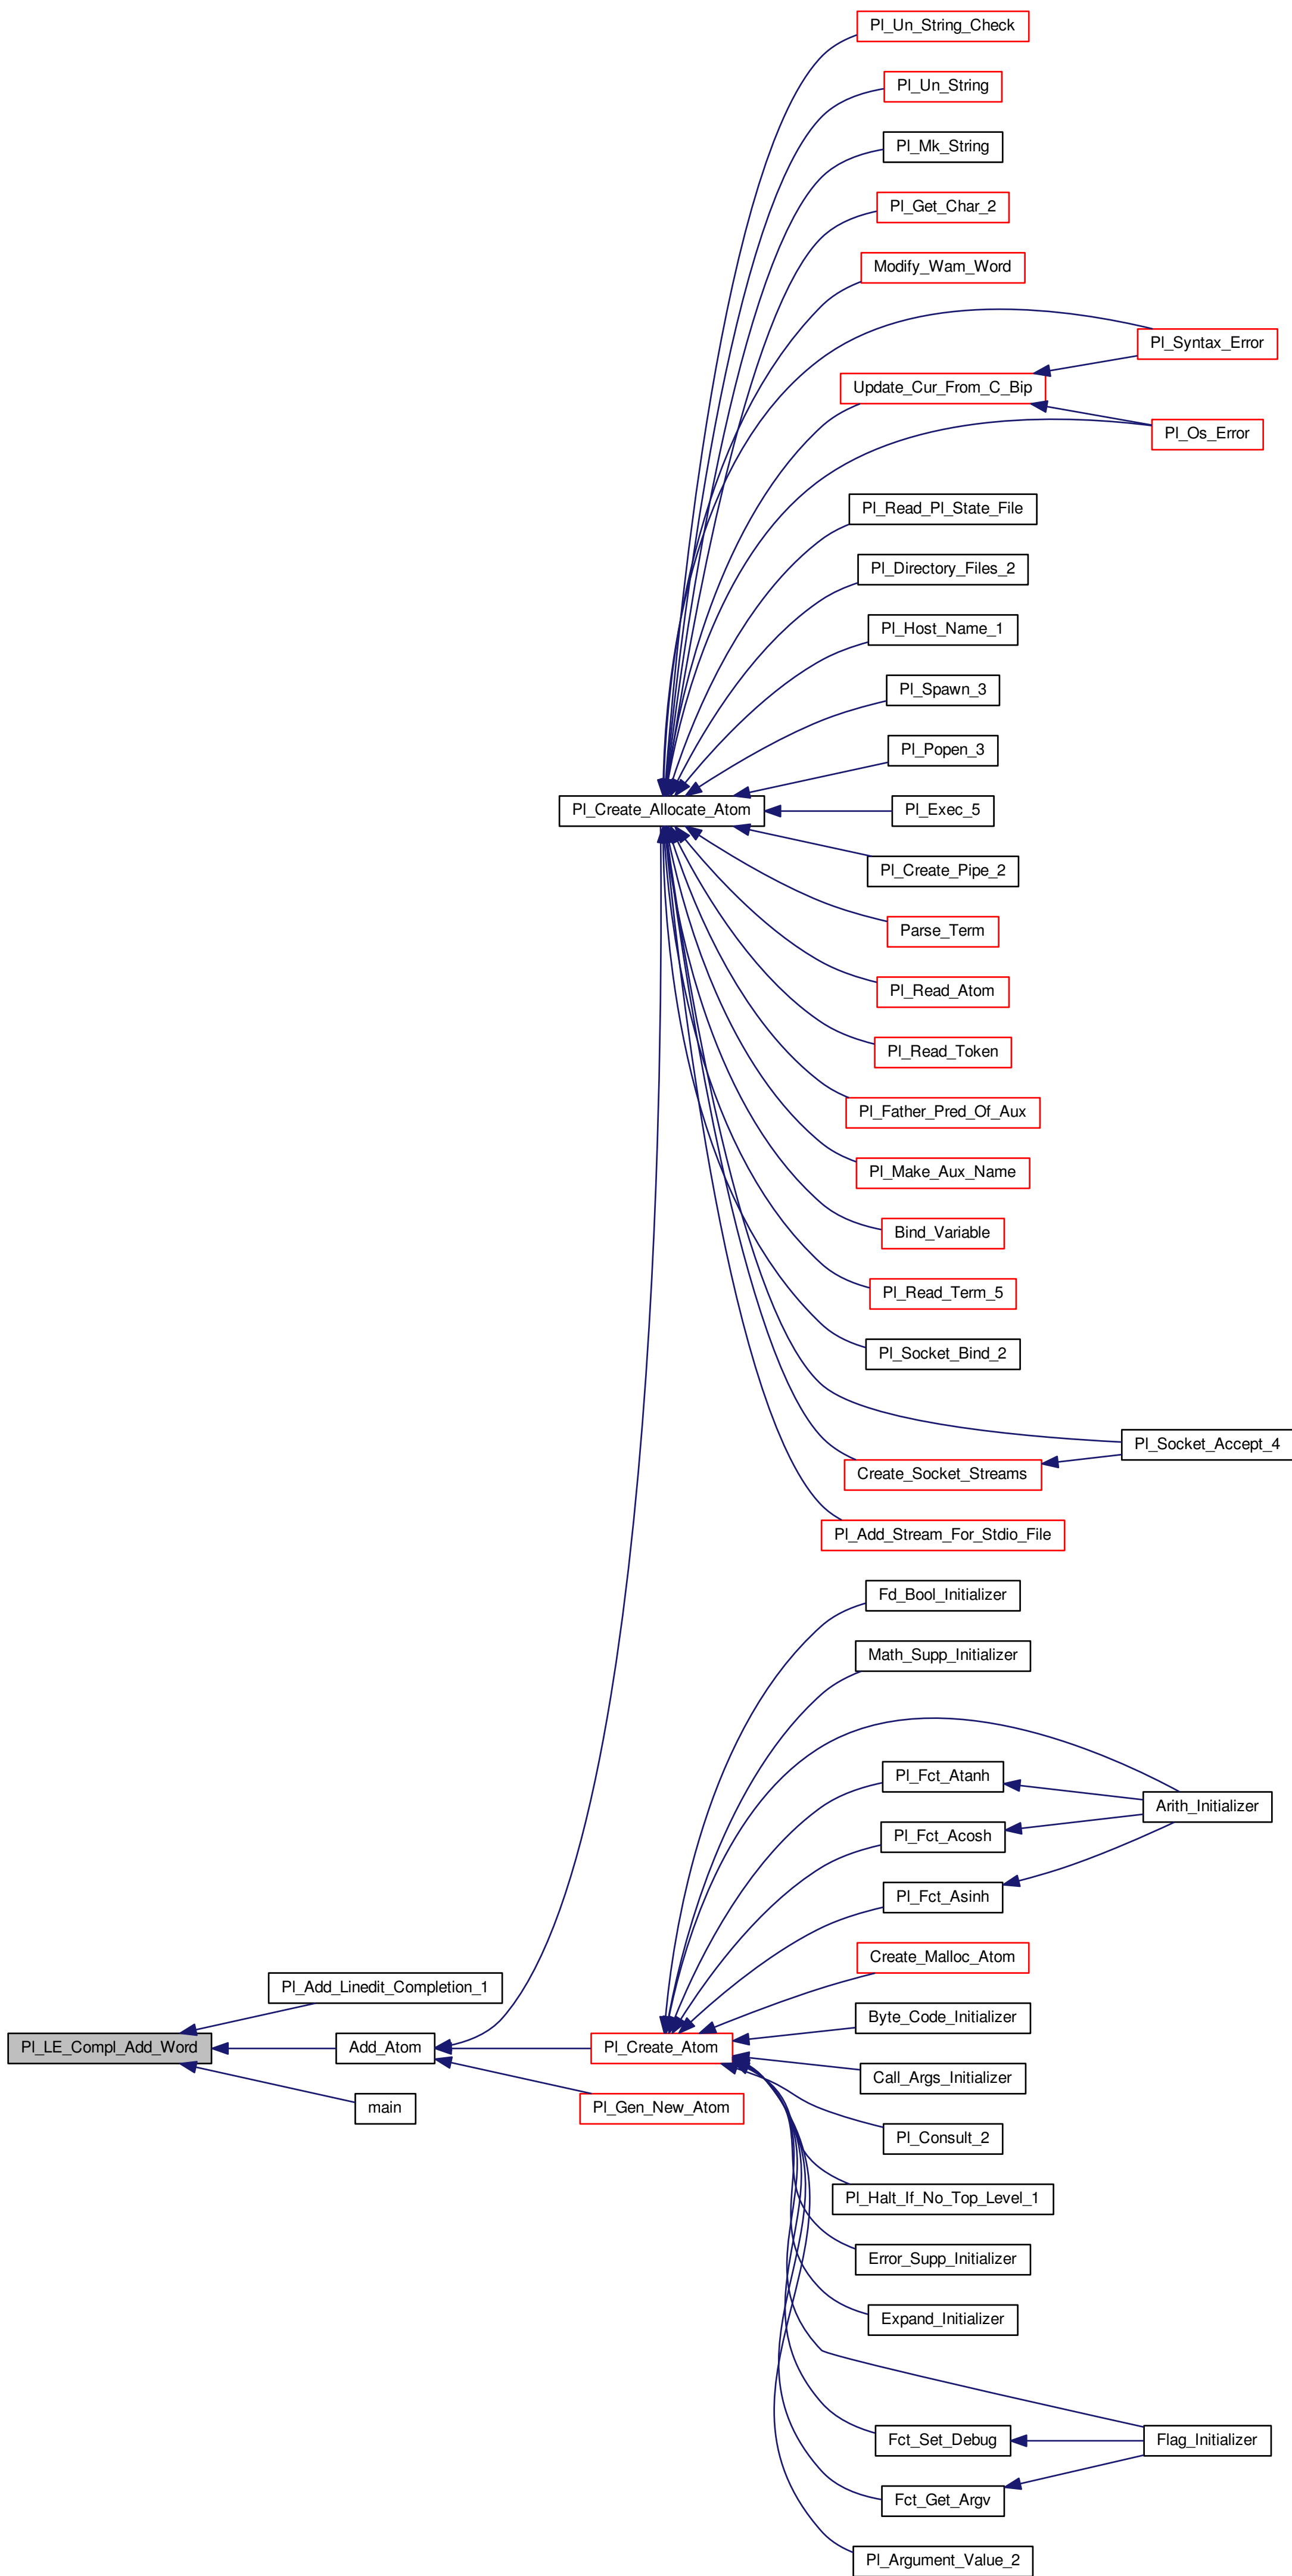 Pl_Un_String_Check
Pl_Un_String
Pl_Mk_String
Pl_Get_Char_2
Modify_Wam_Word
Pl_Syntax_Error
Update_Cur_From_C_Bip
Pl_Os_Error
Pl_Read_Pl_State_File
Pl_Directory_Files_2
Pl_Host_Name_1
Pl_Spawn_3
Pl_Popen_3
Pl_Create_Allocate_Atom
Pl_Exec_5
Pl_Create_Pipe_2
Parse_Term
Pl_Read_Atom
Pl_Read_Token
Pl_Father_Pred_Of_Aux
Pl_Make_Aux_Name
Bind_Variable
Pl_Read_Term_5
Pl_Socket_Bind_2
Pl_Socket_Accept_4
Create_Socket_Streams
Pl_Add_Stream_For_Stdio_File
Fd_Bool_Initializer
Math_Supp_Initializer
Pl_Fct_Atanh
Arith_Initializer
Pl_Fct_Acosh
Pl_Fct_Asinh
Create_Malloc_Atom
Pl_Add_Linedit_Completion_1
Byte_Code_Initializer
Pl_LE_Compl_Add_Word
Add_Atom
Pl_Create_Atom
Call_Args_Initializer
main
Pl_Gen_New_Atom
Pl_Consult_2
Pl_Halt_If_No_Top_Level_1
Error_Supp_Initializer
Expand_Initializer
Fct_Set_Debug
Flag_Initializer
Fct_Get_Argv
Pl_Argument_Value_2